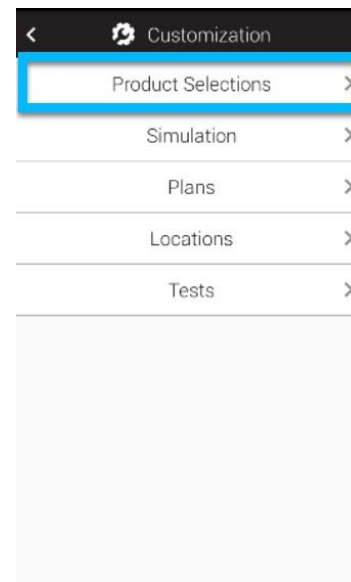 Customization
Product Selections
Simulation
Plans
Locations
Tests